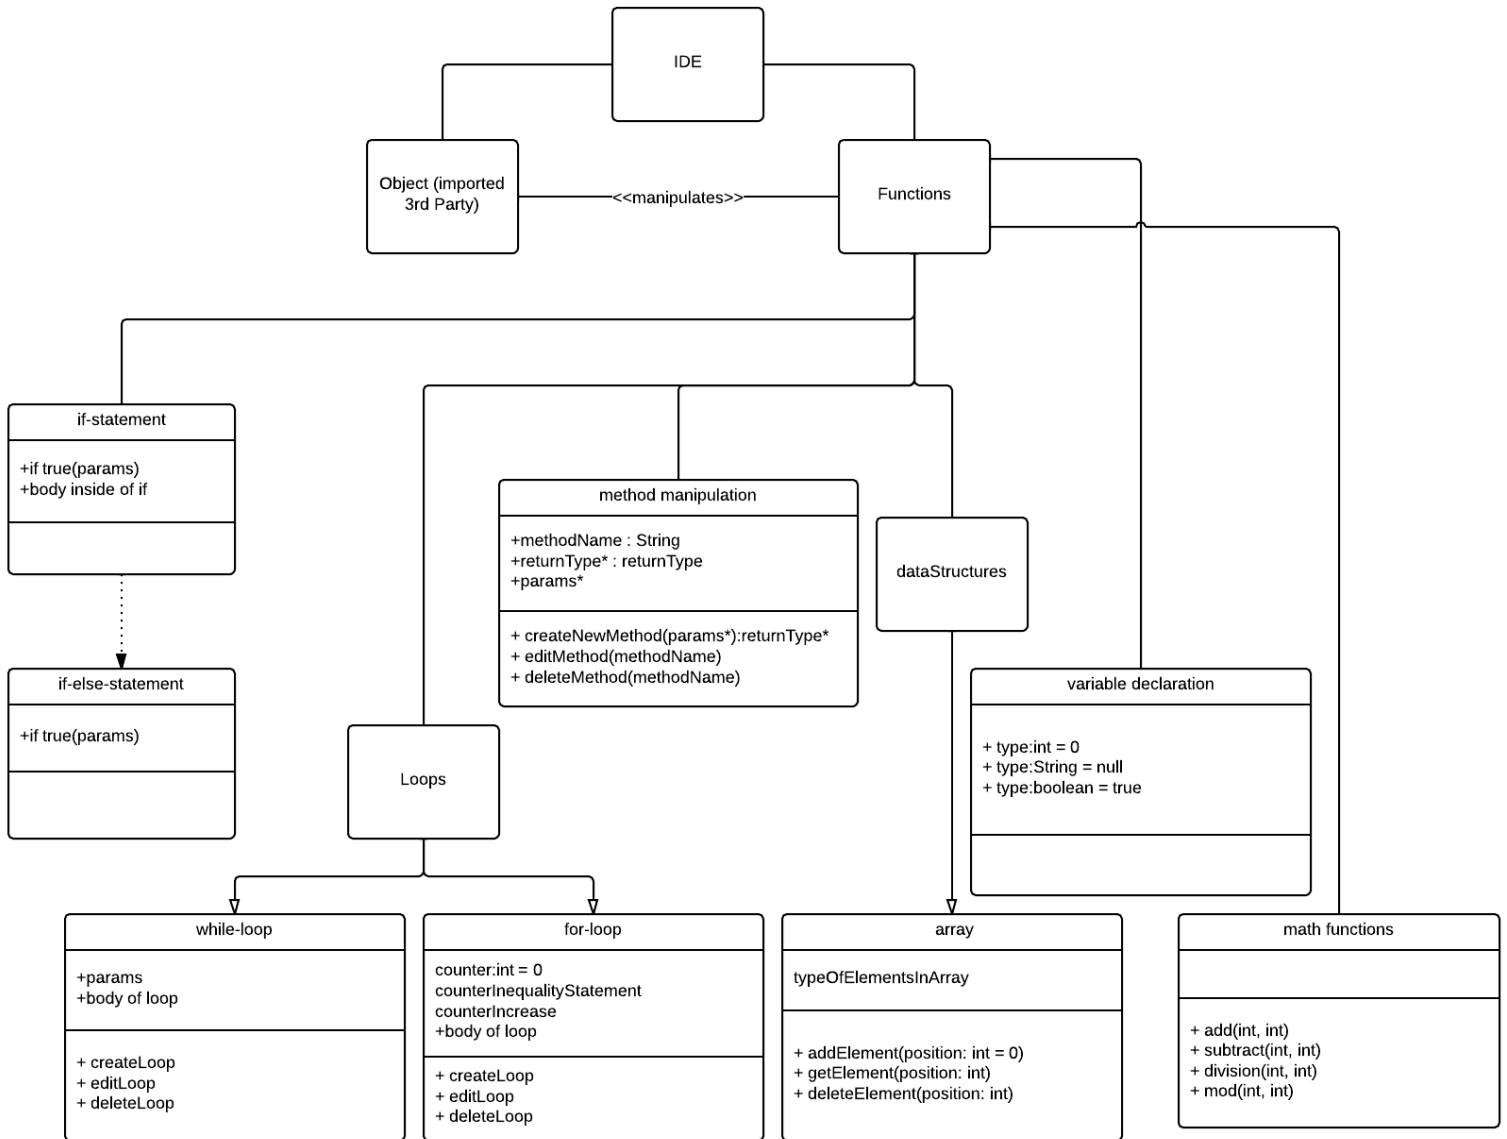 IDE
Object (imported
3rd Party)
<<manipulates>>
Functions
if-statement
+if true(params)
+body inside of if
method manipulation
+methodName : String
+returnType* : returnType
+params*
+ createNewMethod(params*):returnType*
+ editMethod(methodName)
+ deleteMethod(methodName)
dataStructures
if-else-statement
+if true(params)
variable declaration
+ type:int = 0
+ type:String = null
+ type:boolean = true
Loops
while-loop
+params
+body of loop
+ createLoop
+ editLoop
+ deleteLoop
for-loop
counter:int = 0
counterInequalityStatement
counterIncrease
+body of loop
+ createLoop
+ editLoop
+ deleteLoop
array
typeOfElementsInArray
+ addElement(position: int = 0)
+ getElement(position: int)
+ deleteElement(position: int)
math functions
+ add(int, int)
+ subtract(int, int)
+ division(int, int)
+ mod(int, int)